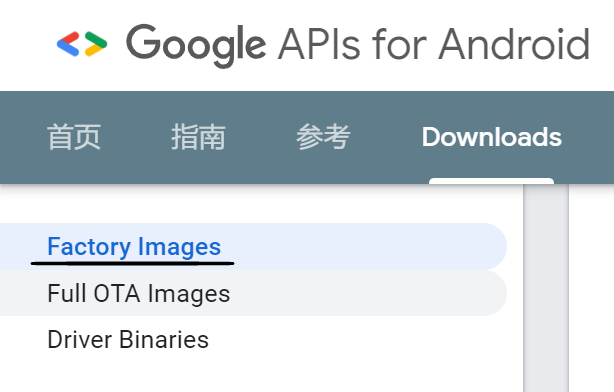 Google APIs for Android
首页 指南 参考 Downloads
Factory Images
Full OTA Images
Driver Binaries